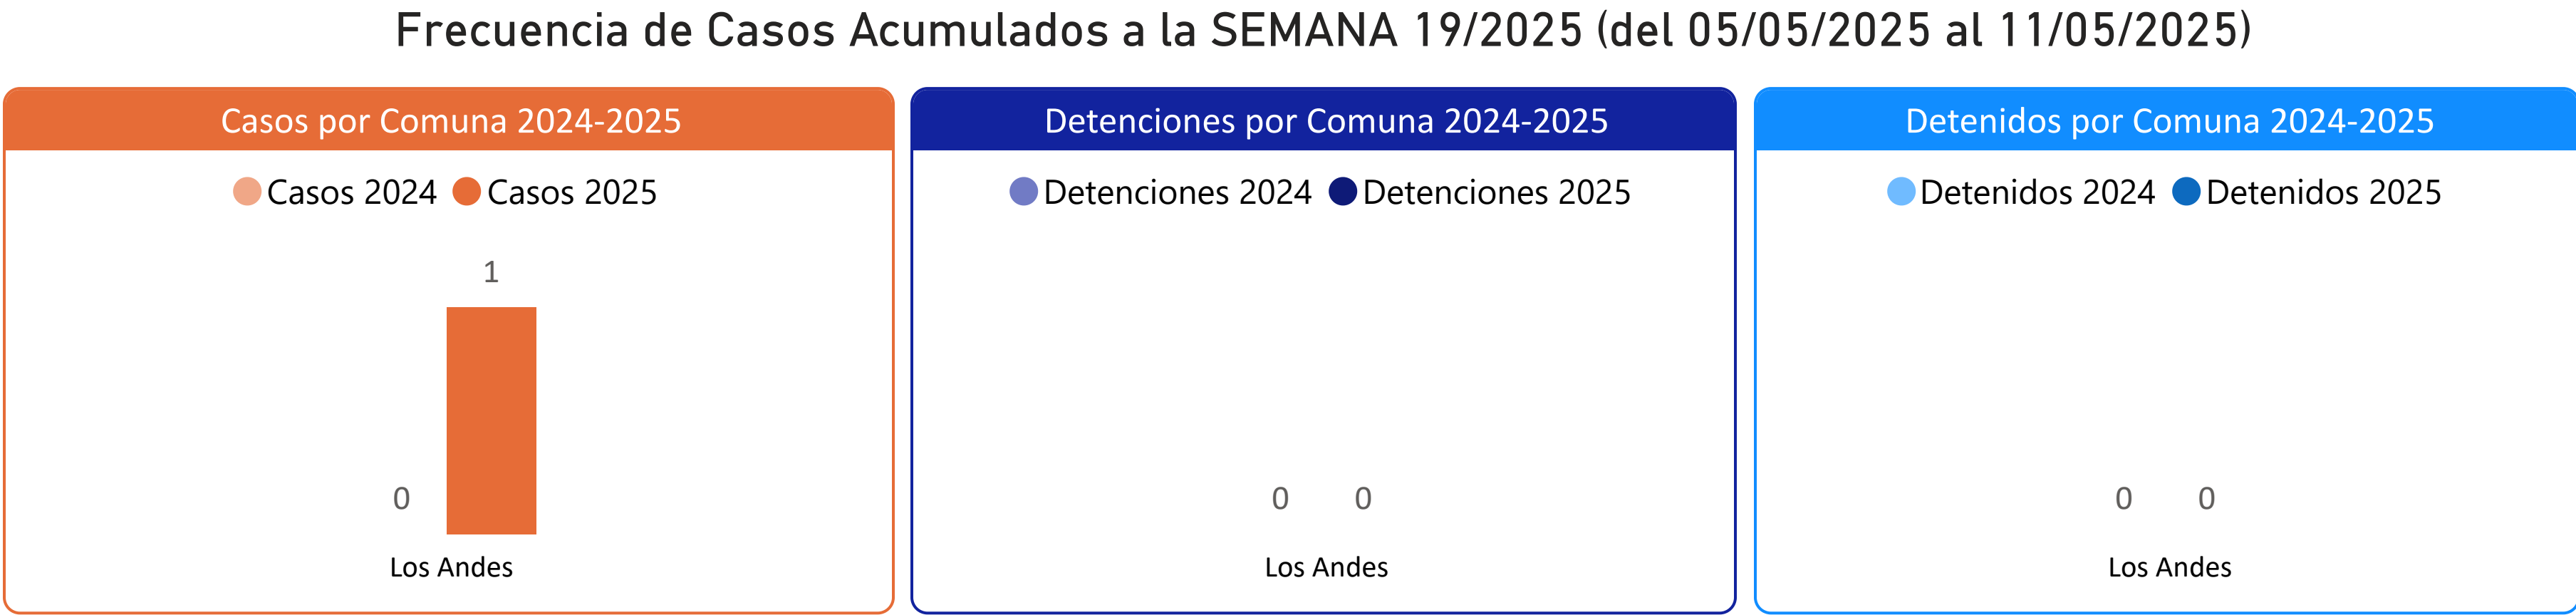 Frecuencia de Casos Acumulados a la SEMANA 19/2025 (del 05/05/2025 al 11/05/2025)
Casos por Comuna 2024-2025
Casos 2024 Casos 2025
1
0
Los Andes
Detenciones por Comuna 2024-2025
Detenciones 2024 Detenciones 2025
0 0
Los Andes
Detenidos por Comuna 2024-2025
Detenidos 2024 Detenidos 2025
0 0
Los Andes